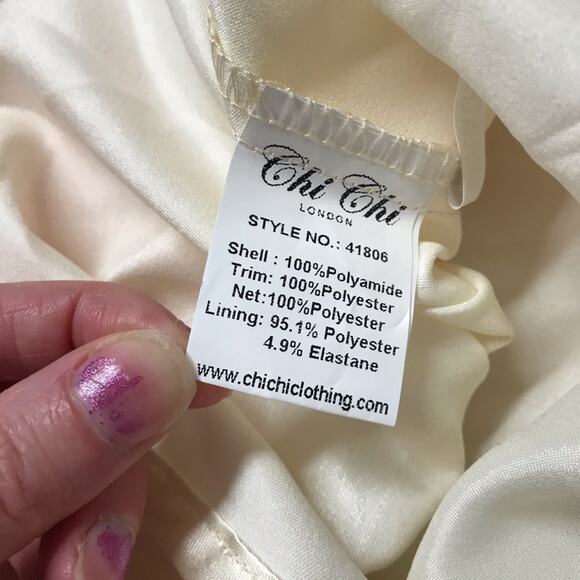 Chi Chi
LONDON
STYLE NO.: 41806
Shell : 100%Polyamide
Trim: 100%Polyester
Net:100%Polyester
Lining: 95.1% Polyester
4.9% Elastane
www.chichiclothing.com